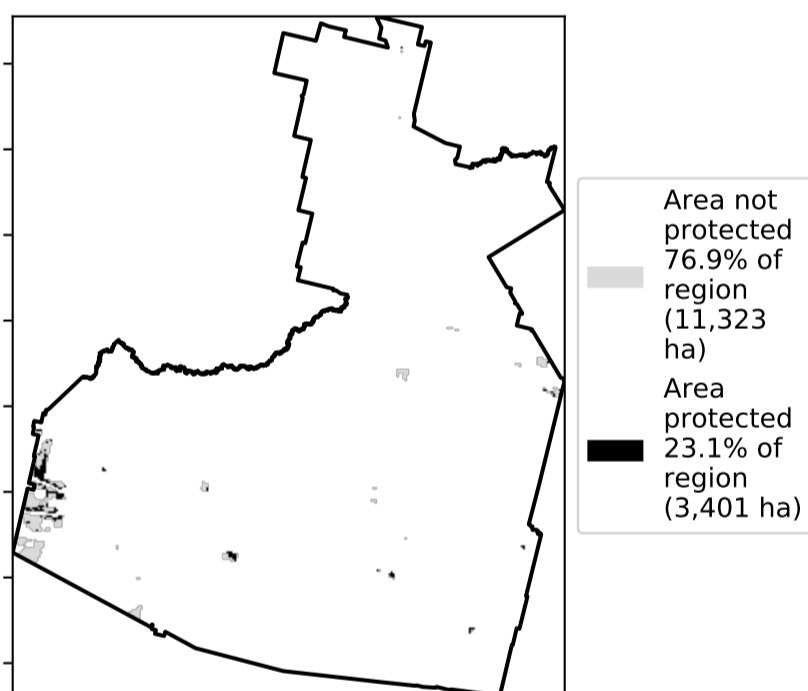 Area not
protected
76.9% of
region
(11,323
ha)
Area
protected
23.1% of
region
(3,401 ha)